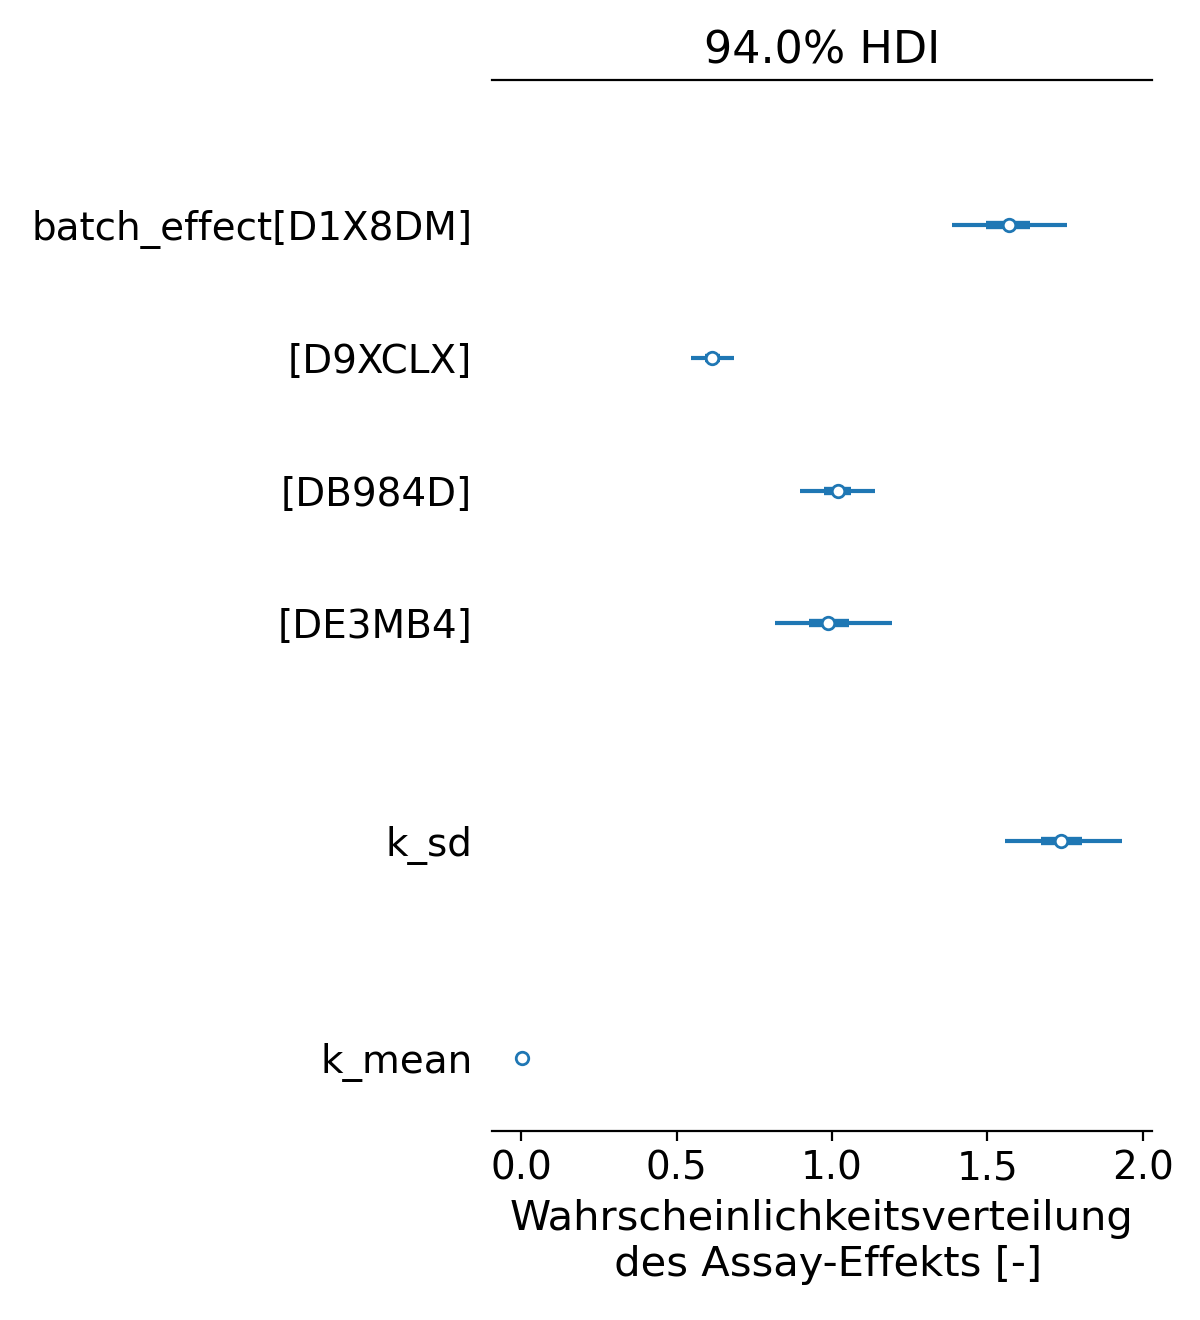 94.0% HDI
batch_effect[D1X8DM]
[D9XCLX]
[DB984D]
[DE3MB4]
k_sd
k_mean
0.0 0.5 1.0 1.5 2.0
Wahrscheinlichkeitsverteilung
des Assay-Effekts [-]